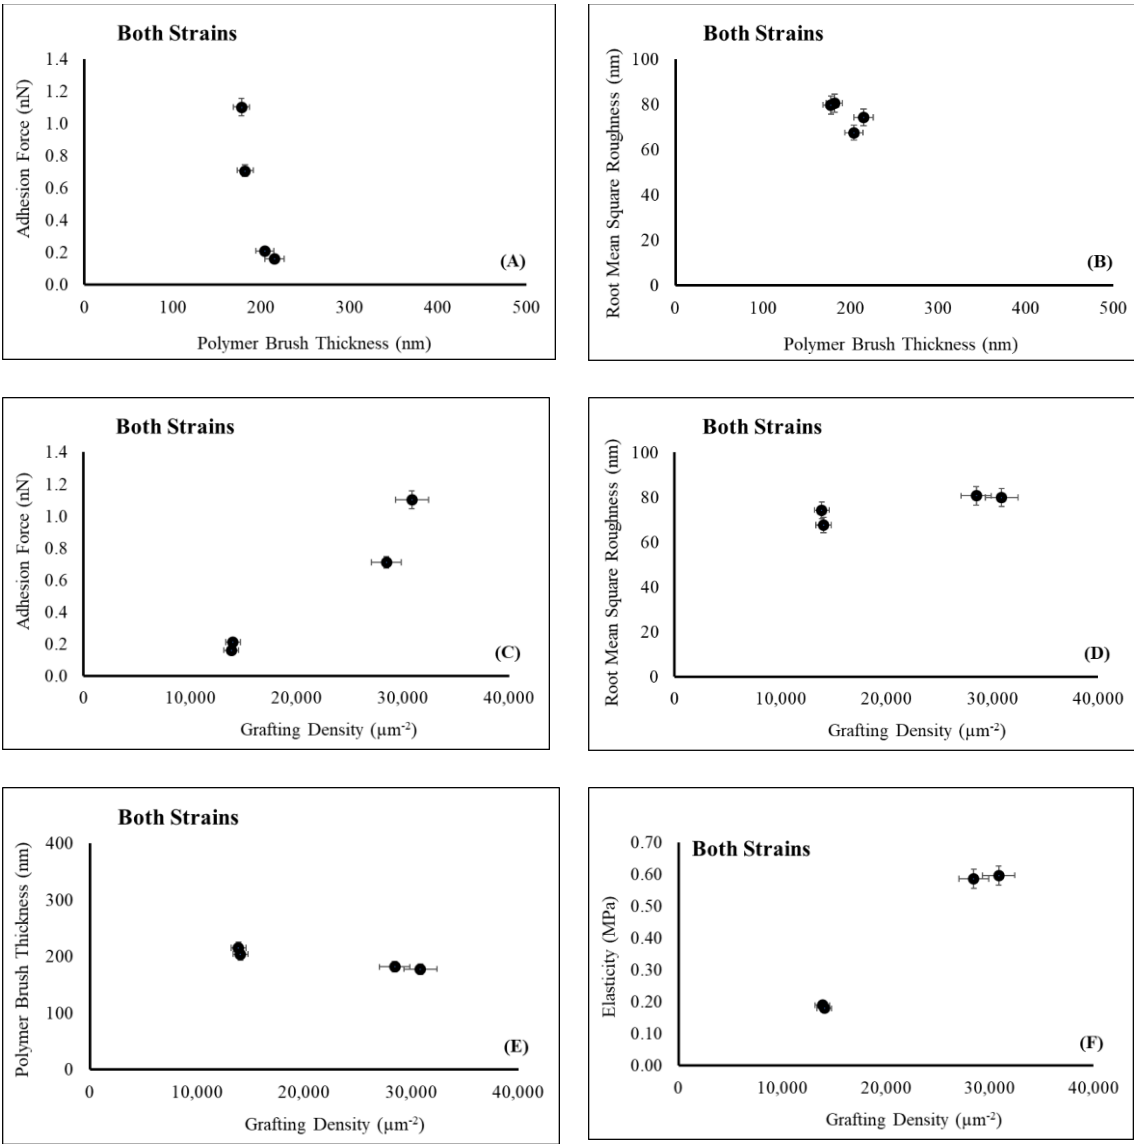 Both Strains
Adhesion Force (nN)
1.4
1.2
1.0
0.8
0.6
0.4
0.2
0.0
0 100 200 300 400 500
Polymer Brush Thickness (nm)
(A)
Both Strains
Root Mean Square Roughness (nm)
100
80
60
40
20
0
0 100 200 300 400 500
Polymer Brush Thickness (nm)
(B)
Both Strains
Adhesion Force (nN)
1.4
1.2
1.0
0.8
0.6
0.4
0.2
0.0
0 10,000 20,000 30,000 40,000
Grafting Density (µm⁻²)
(C)
Both Strains
Root Mean Square Roughness (nm)
100
80
60
40
20
0
0 10,000 20,000 30,000 40,000
Grafting Density (µm⁻²)
(D)
Both Strains
Polymer Brush Thickness (nm)
400
300
200
100
0
0 10,000 20,000 30,000 40,000
Grafting Density (µm⁻²)
(E)
Both Strains
Elasticity (MPa)
0.70
0.60
0.50
0.40
0.30
0.20
0.10
0.00
0 10,000 20,000 30,000 40,000
Grafting Density (µm⁻²)
(F)